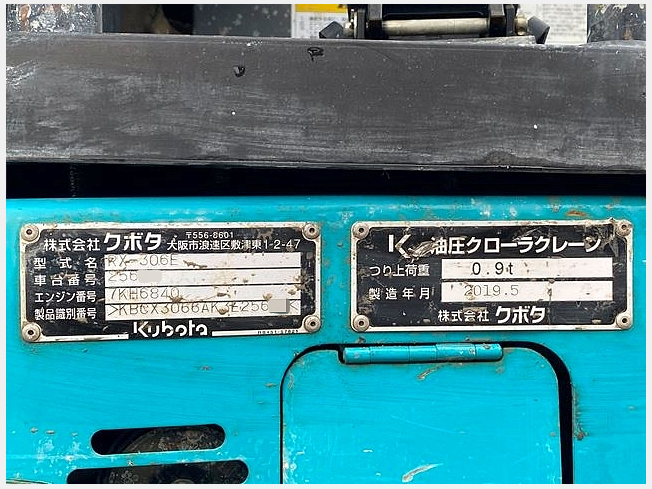 株式会社 クボタ 〒556-8601 大阪市浪速区敷津東1-2-47
型式名 RX-306E
車台番号 256
エンジン番号 7KH6840
製品識別番号
Kubota
油圧クローラクレーン
つり上荷重 0.9t
製造年月 2019.5
株式会社 クボタ